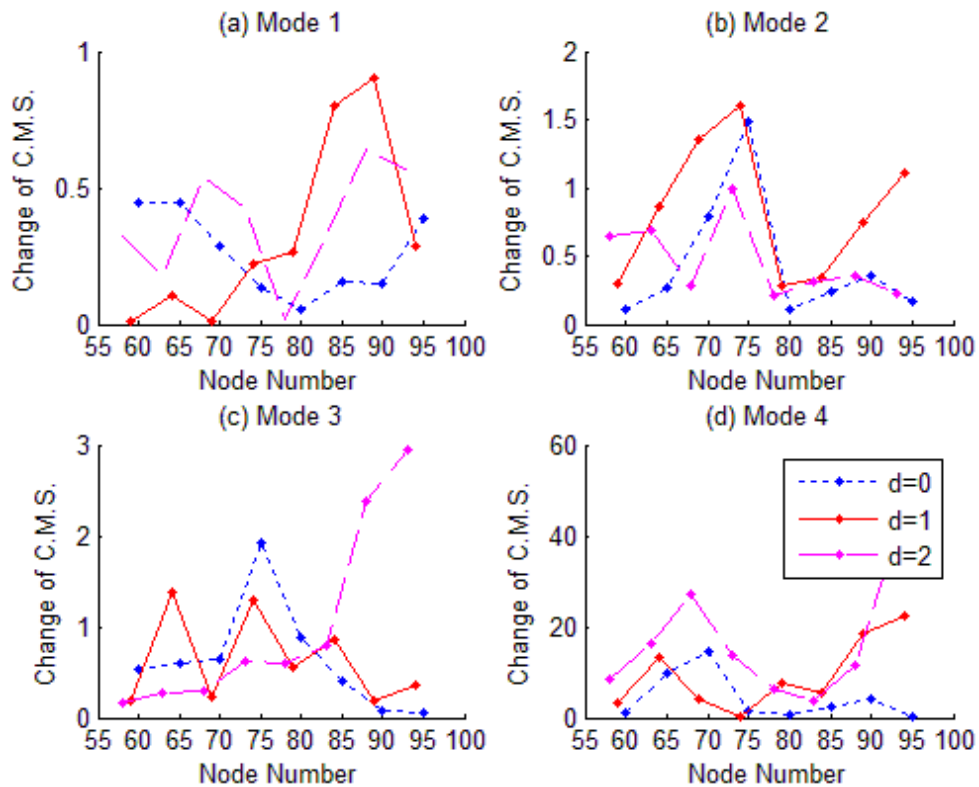 (a) Mode 1
Change of C.M.S.
1
0.5
0
55 60 65 70 75 80 85 90 95 100
Node Number
(b) Mode 2
Change of C.M.S.
2
1.5
1
0.5
0
55 60 65 70 75 80 85 90 95 100
Node Number
(c) Mode 3
Change of C.M.S.
3
2
1
0
55 60 65 70 75 80 85 90 95 100
Node Number
(d) Mode 4
Change of C.M.S.
60
40
20
0
55 60 65 70 75 80 85 90 95 100
Node Number
d=0
d=1
d=2